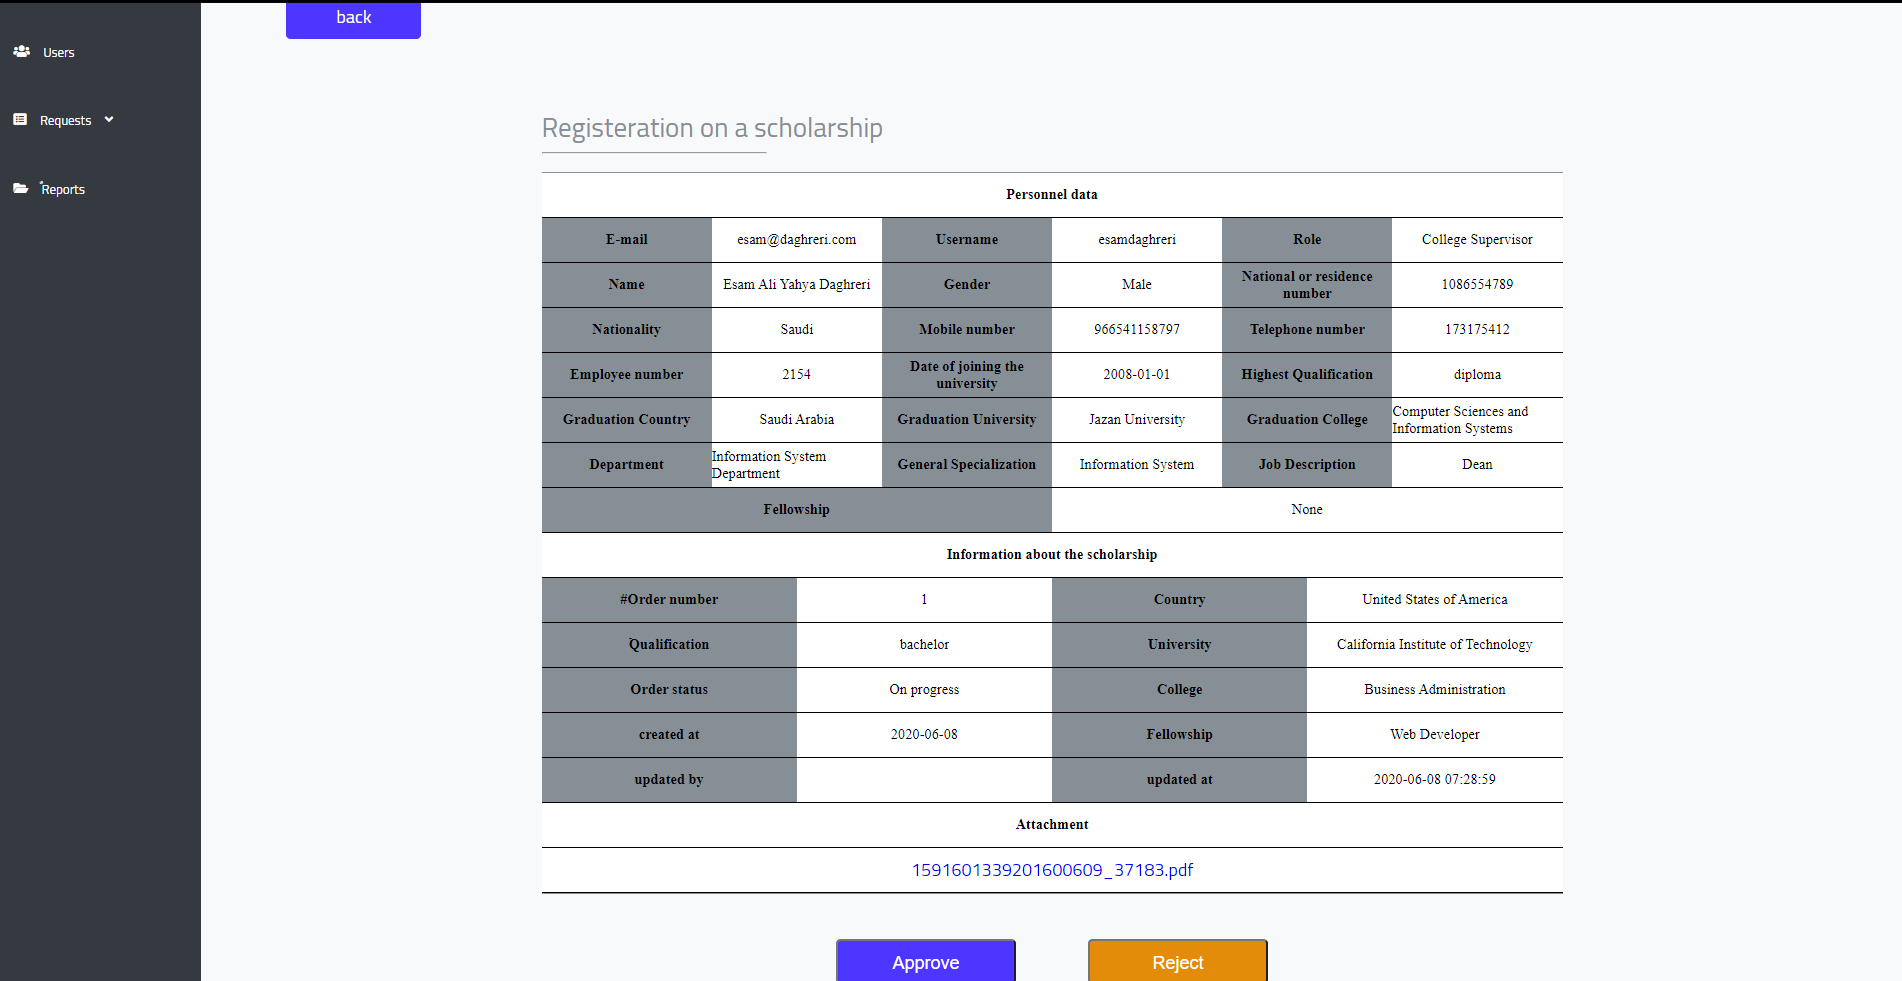 back
Users
Requests
Reports
Registeration on a scholarship
Personnel data
E-mail esam@daghreri.com Username esamdaghreri Role College Supervisor
Name Esam Ali Yahya Daghreri Gender Male National or residence number 1086554789
Nationality Saudi Mobile number 966541158797 Telephone number 173175412
Employee number 2154 Date of joining the university 2008-01-01 Highest Qualification diploma
Graduation Country Saudi Arabia Graduation University Jazan University Graduation College Computer Sciences and Information Systems
Department Information System Department General Specialization Information System Job Description Dean
Fellowship None
Information about the scholarship
#Order number 1 Country United States of America
Qualification bachelor University California Institute of Technology
Order status On progress College Business Administration
created at 2020-06-08 Fellowship Web Developer
updated by updated at 2020-06-08 07:28:59
Attachment
1591601339201600609_37183.pdf
Approve Reject